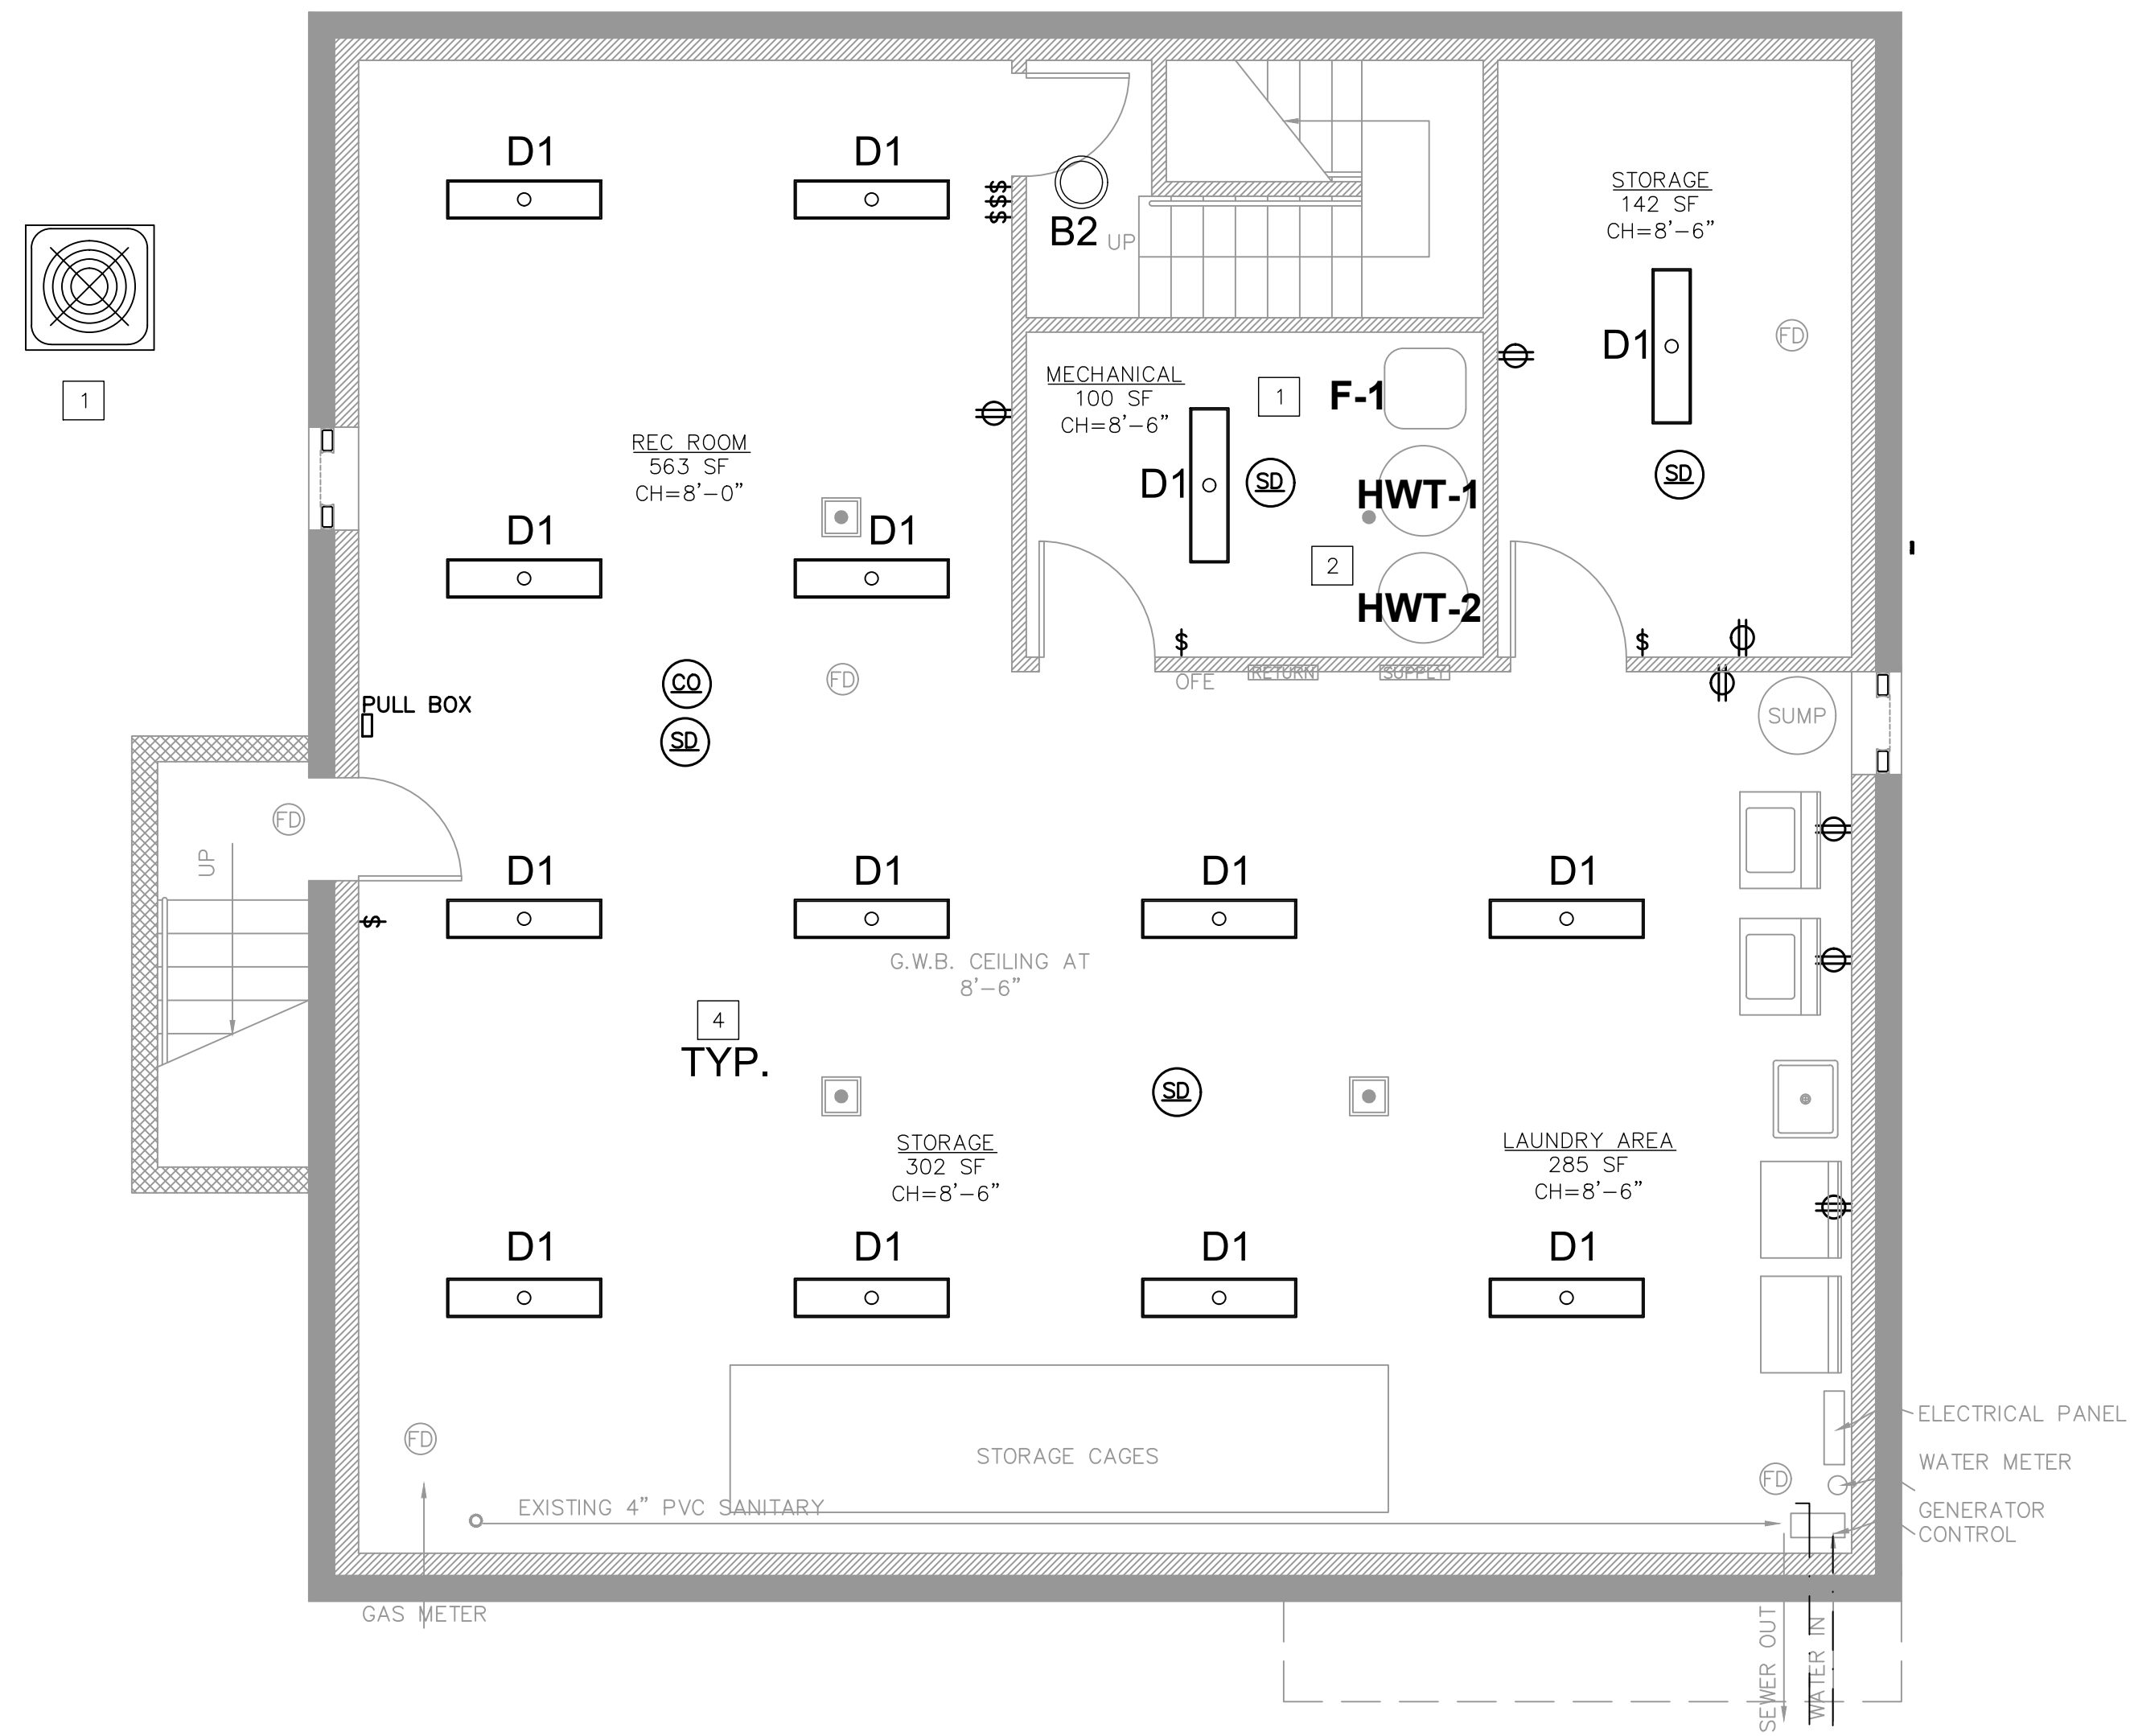 D1
D1
$$$
B2
UP
STORAGE
142 SF
CH=8'-6"
D1
FD
1
MECHANICAL
100 SF
CH=8'-6"
1
F-1
REC ROOM
563 SF
CH=8'-0"
D1
SD
HWT-1
SD
D1
D1
2
HWT-2
$
$
CO
FD
OFE
RETURN
SUPPLY
PULL BOX
SD
SUMP
FD
UP
D1
D1
D1
D1
$
G.W.B. CEILING AT
8'-6"
4
TYP.
SD
STORAGE
302 SF
CH=8'-6"
LAUNDRY AREA
285 SF
CH=8'-6"
D1
D1
D1
D1
ELECTRICAL PANEL
FD
STORAGE CAGES
WATER METER
FD
EXISTING 4" PVC SANITARY
GENERATOR
CONTROL
GAS METER
SEWER OUT
WATER IN